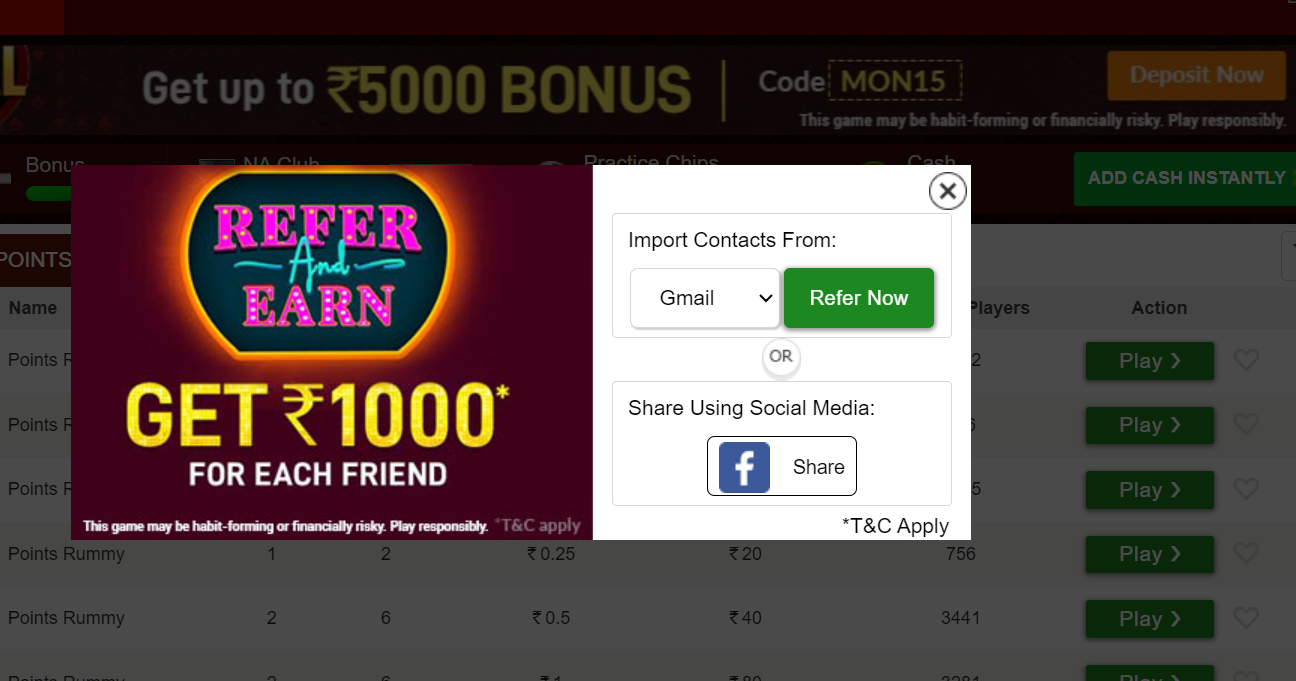 Get up to ₹5000 BONUS
Code MON15
Deposit Now
This game may be habit-forming or financially risky. Play responsibly.
Bonus
NA Club
Practice Chips
Cash
ADD CASH INSTANTLY
REFER
And
EARN
GET ₹1000*
FOR EACH FRIEND
This game may be habit-forming or financially risky. Play responsibly. *T&C apply
Import Contacts From:
Gmail
Refer Now
OR
Share Using Social Media:
f Share
*T&C Apply
POINTS
Name Players Action
Points Play ❯
Points Play ❯
Points Play ❯
Points Rummy 1 2 ₹ 0.25 ₹ 20 756 Play ❯
Points Rummy 2 6 ₹ 0.5 ₹ 40 3441 Play ❯